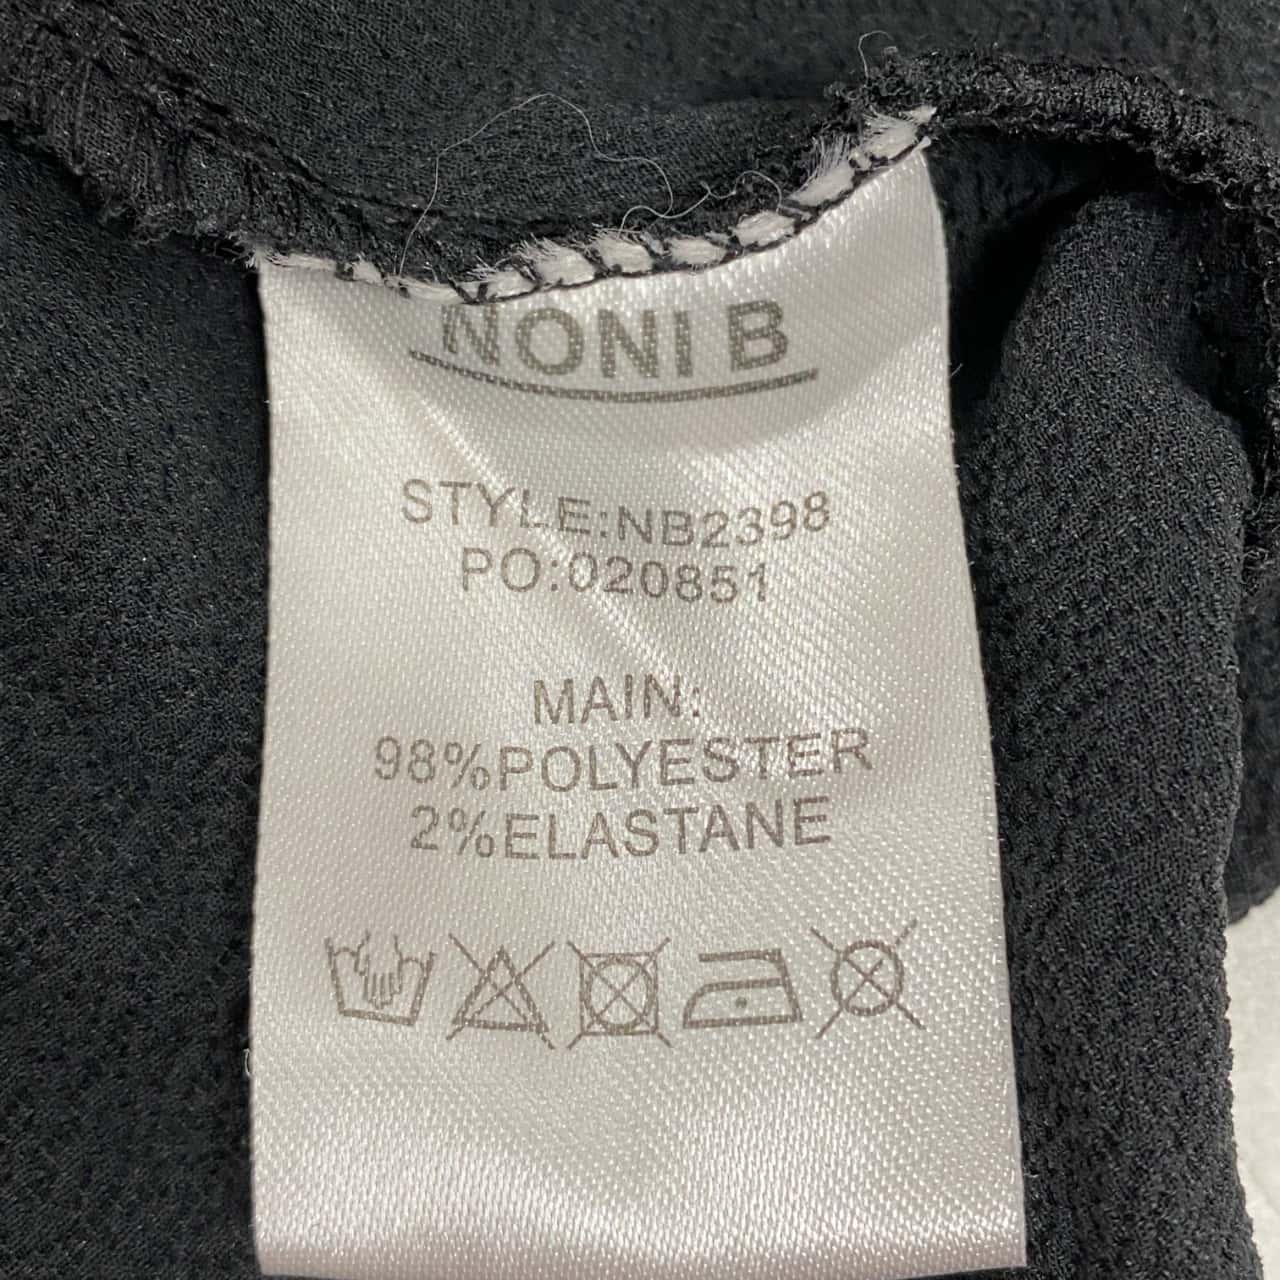 NONI B
STYLE:NB2398
PO:020851
MAIN:
98%POLYESTER
2%ELASTANE